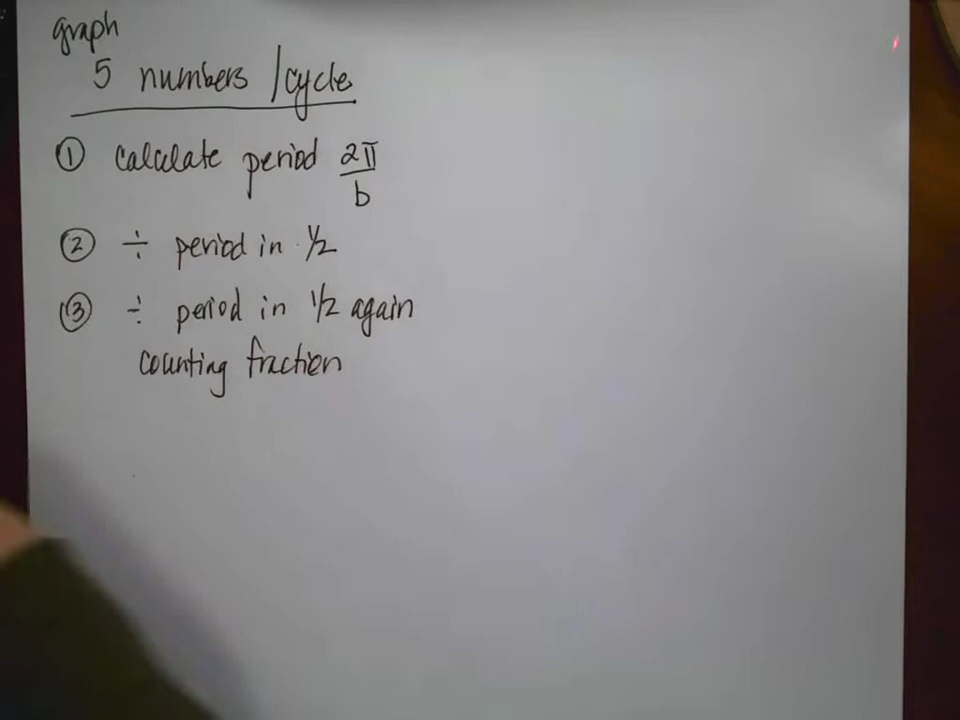 graph
5 numbers /cycle
① calculate period 2π/b
② ÷ period in 1/2
③ ÷ period in 1/2 again
counting fraction